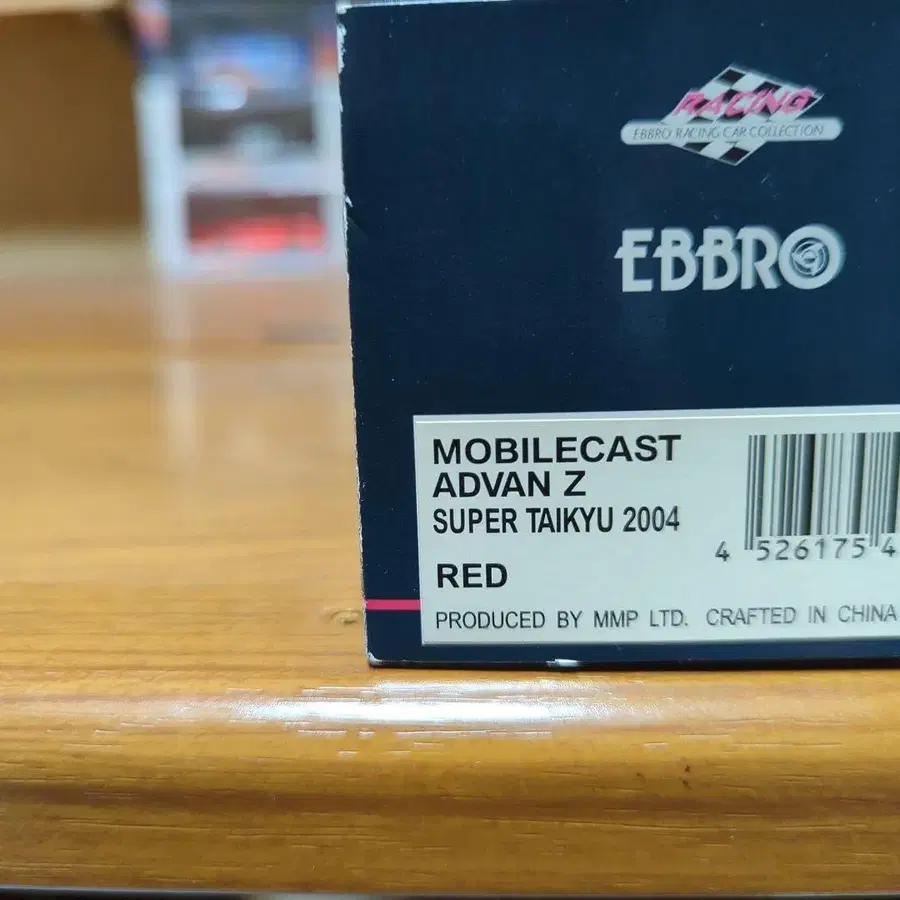 RACING
EBBRO RACING CAR COLLECTION
EBBRO
MOBILECAST
ADVAN Z
SUPER TAIKYU 2004
RED
4 526175 4
PRODUCED BY MMP LTD. CRAFTED IN CHINA